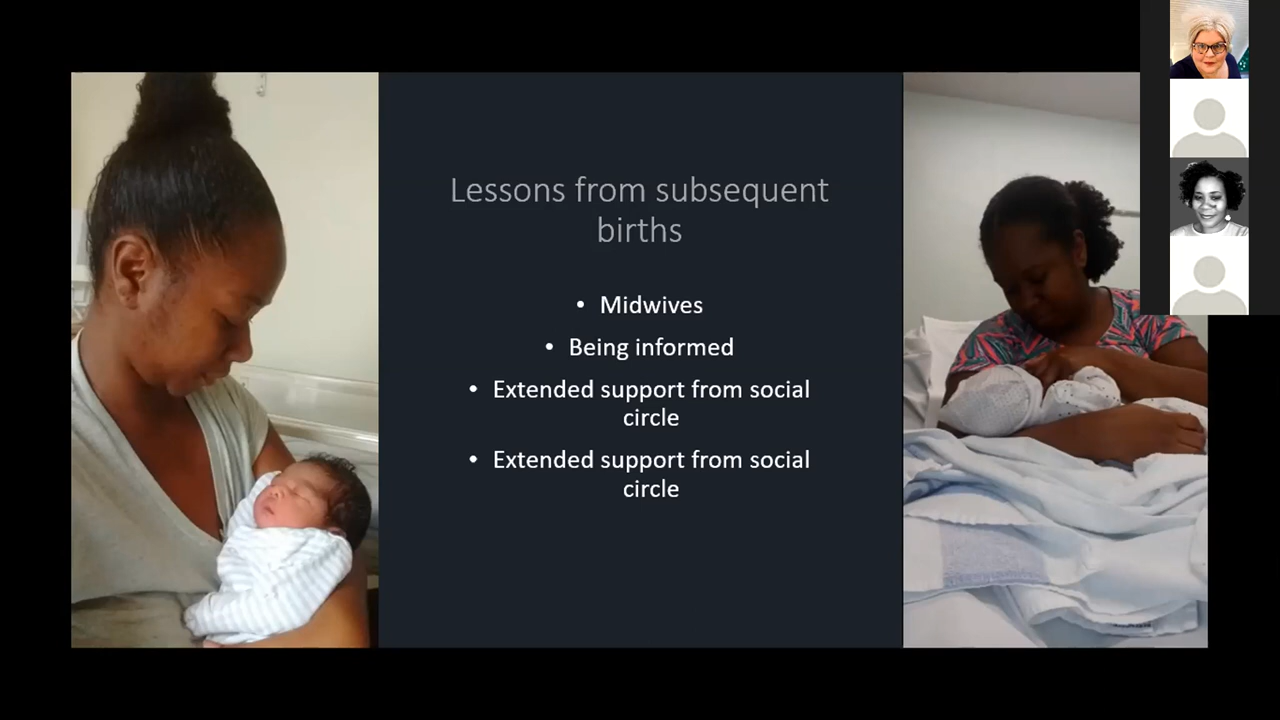 Lessons from subsequent
births
• Midwives
• Being informed
• Extended support from social
circle
• Extended support from social
circle